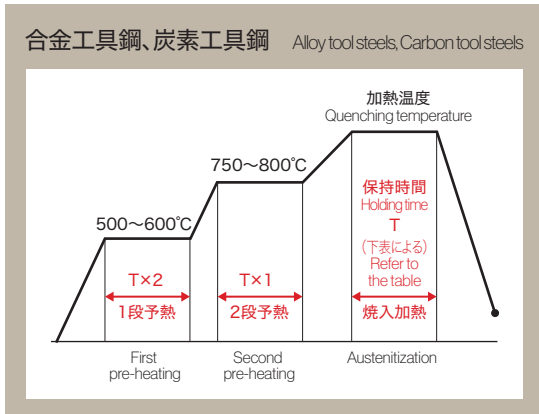 合金工具鋼、炭素工具鋼 Alloy tool steels, Carbon tool steels
加熱温度
Quenching temperature
750～800℃
保持時間
Holding time
T
（下表による）
Refer to
the table
500～600℃
T×2
T×1
1段予熱
2段予熱
焼入加熱
First
pre-heating
Second
pre-heating
Austenitization